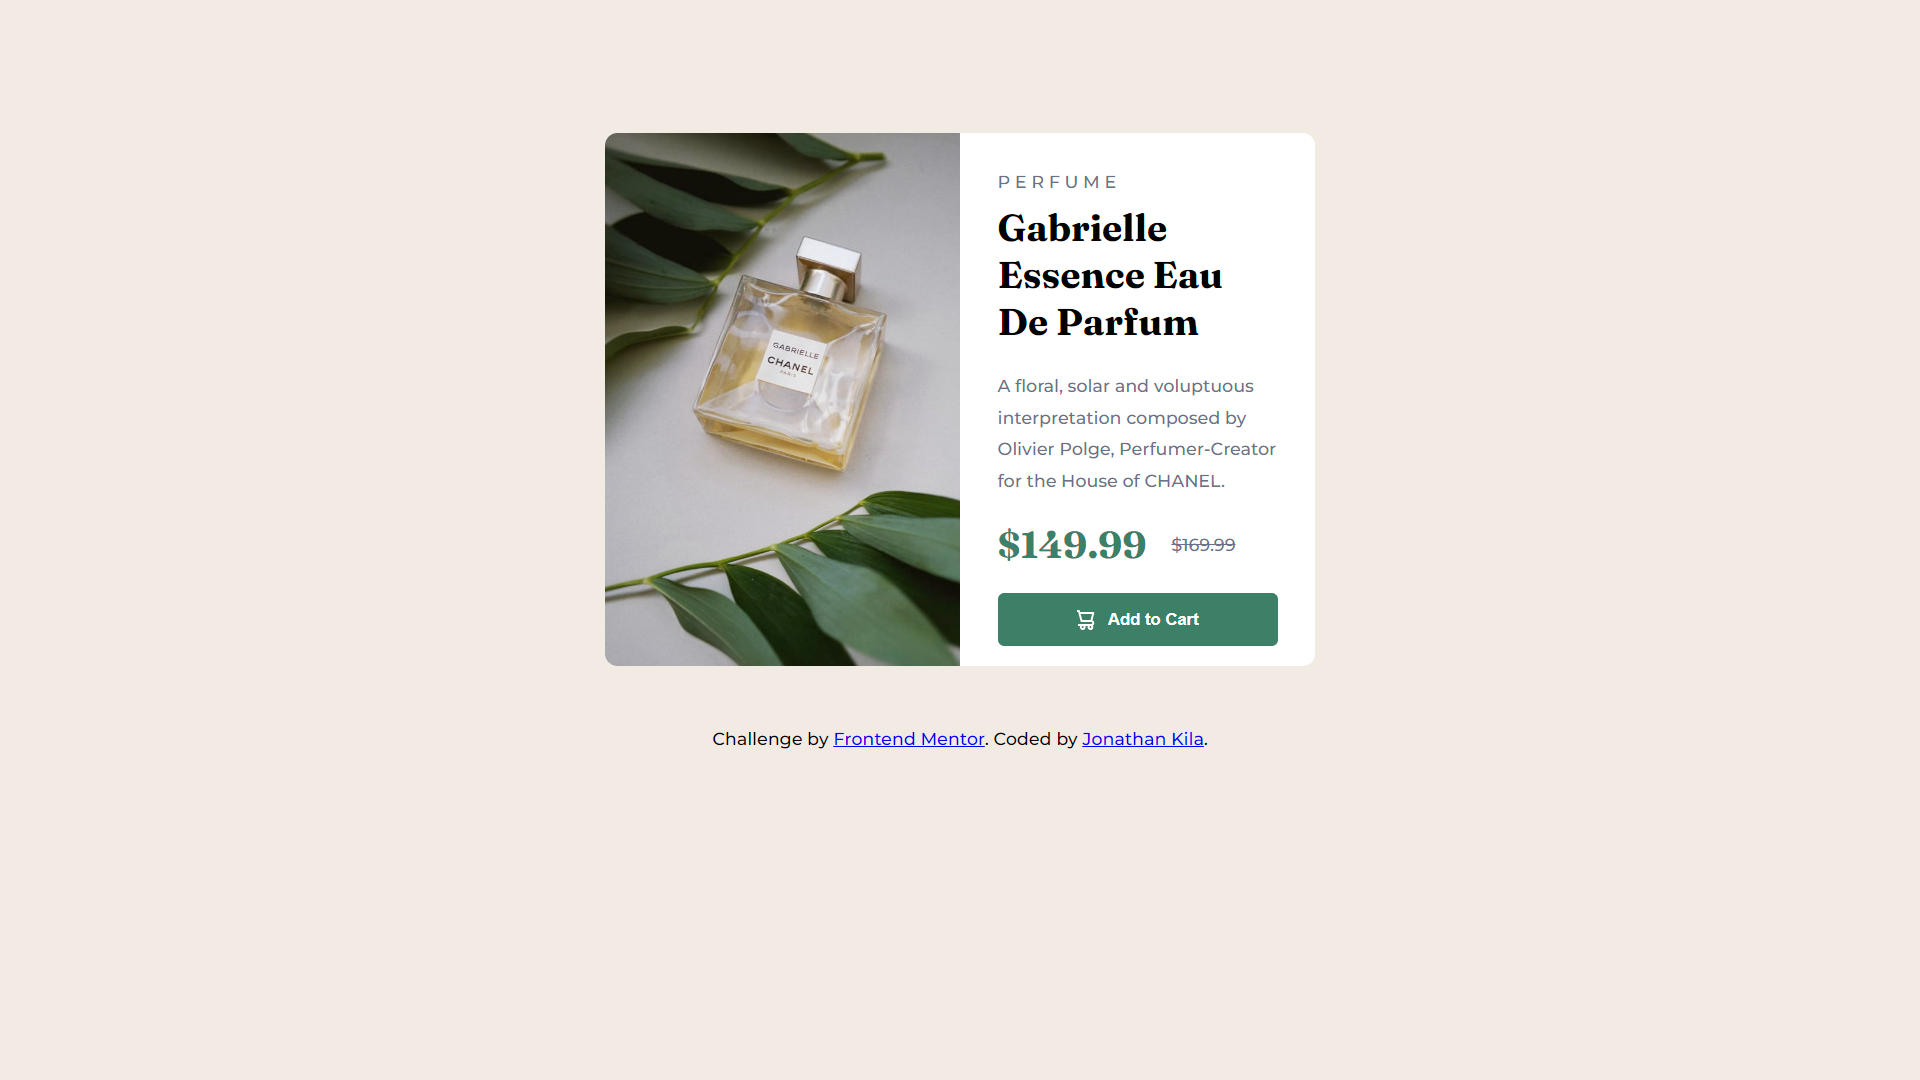 PERFUME
Gabrielle
Essence Eau
De Parfum
GABRIELLE
CHANEL
PARIS
A floral, solar and voluptuous
interpretation composed by
Olivier Polge, Perfumer-Creator
for the House of CHANEL.
$149.99 $169.99
Add to Cart
Challenge by Frontend Mentor. Coded by Jonathan Kila.